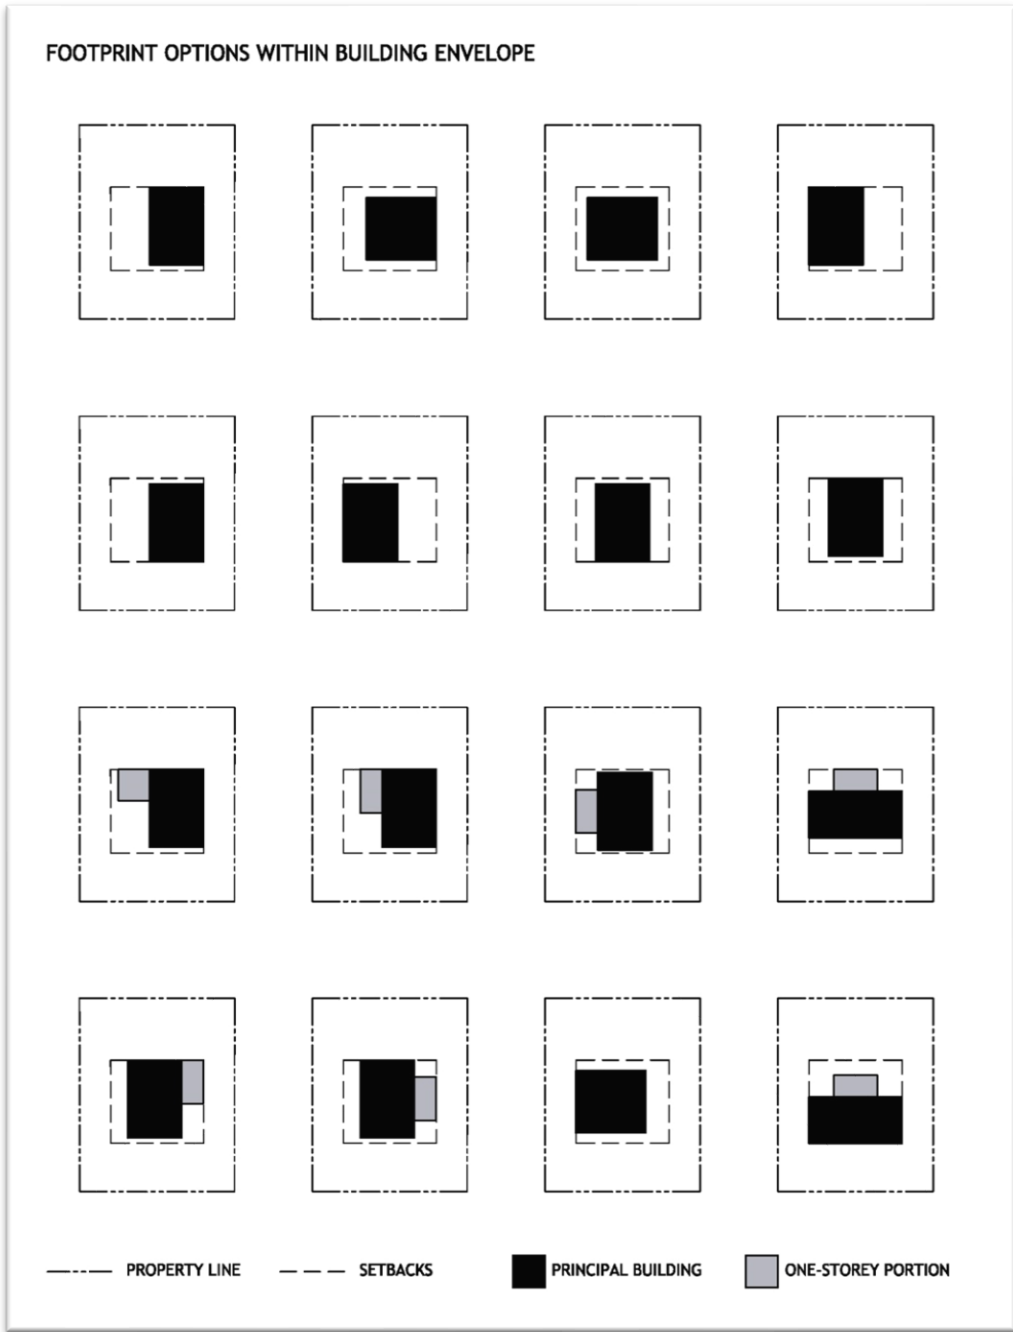 FOOTPRINT OPTIONS WITHIN BUILDING ENVELOPE
PROPERTY LINE
SETBACKS
PRINCIPAL BUILDING
ONE-STOREY PORTION